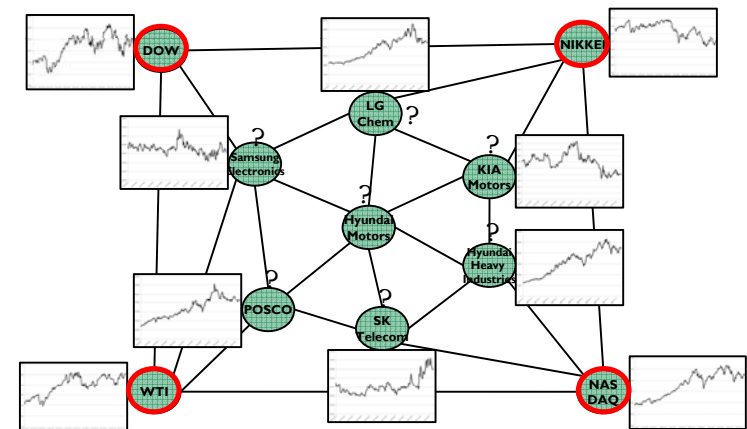 DOW
NIKKEI
LG
Chem
?
?
Samsung
Electronics
?
KIA
Motors
?
Hyundai
Motors
?
Hyundai
Heavy
Industries
?
POSCO
?
SK
Telecom
WTI
NAS
DAQ